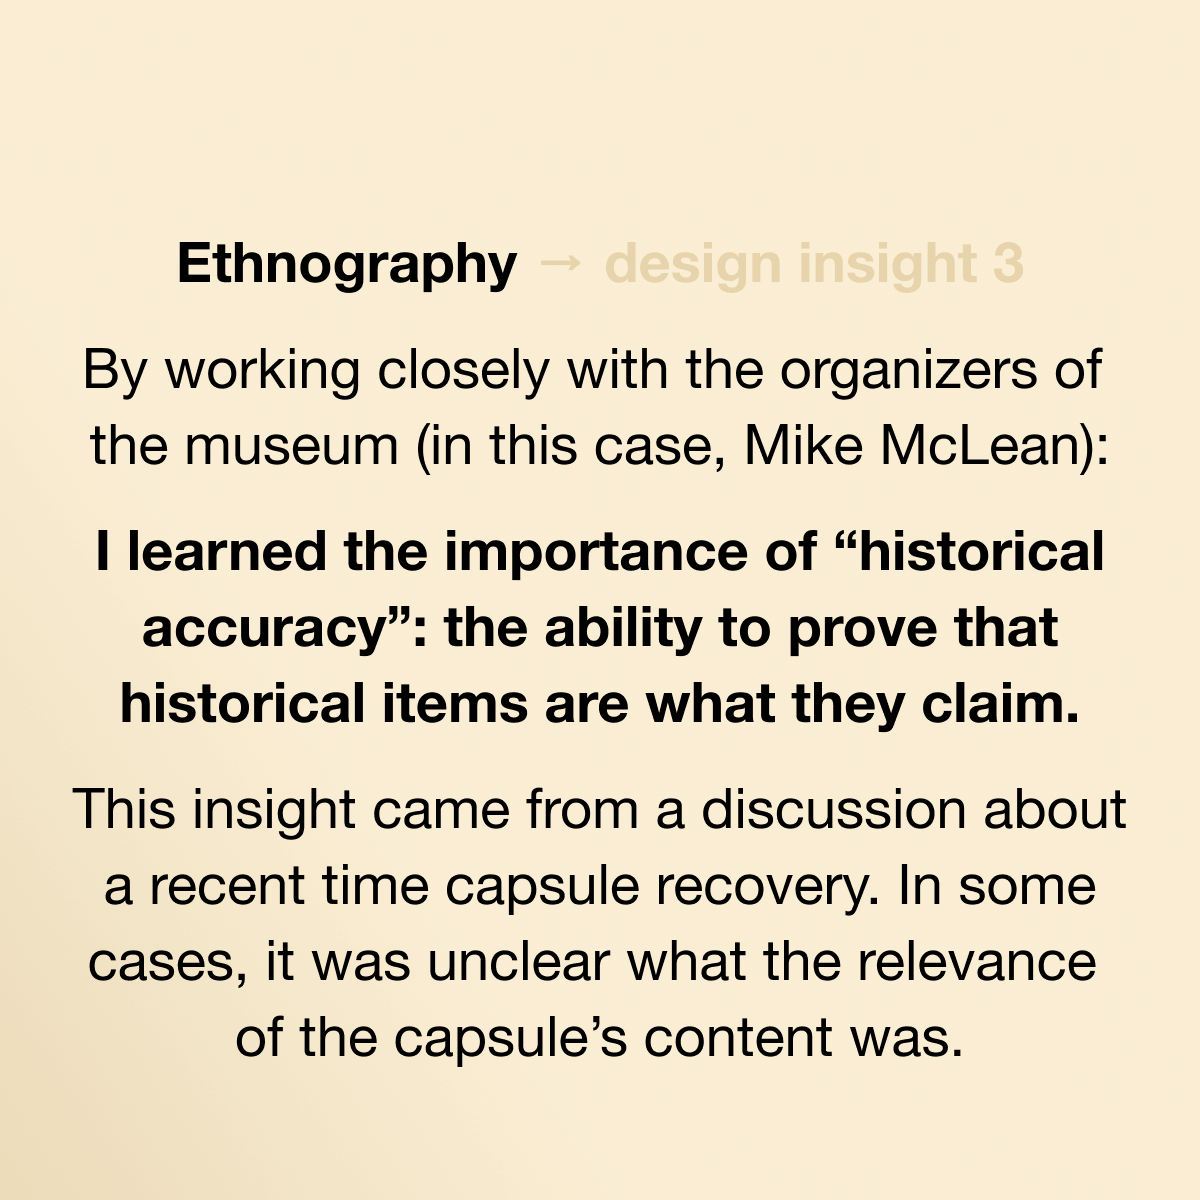 Ethnography → design insight 3
By working closely with the organizers of
the museum (in this case, Mike McLean):
I learned the importance of “historical
accuracy”: the ability to prove that
historical items are what they claim.
This insight came from a discussion about
a recent time capsule recovery. In some
cases, it was unclear what the relevance
of the capsule’s content was.